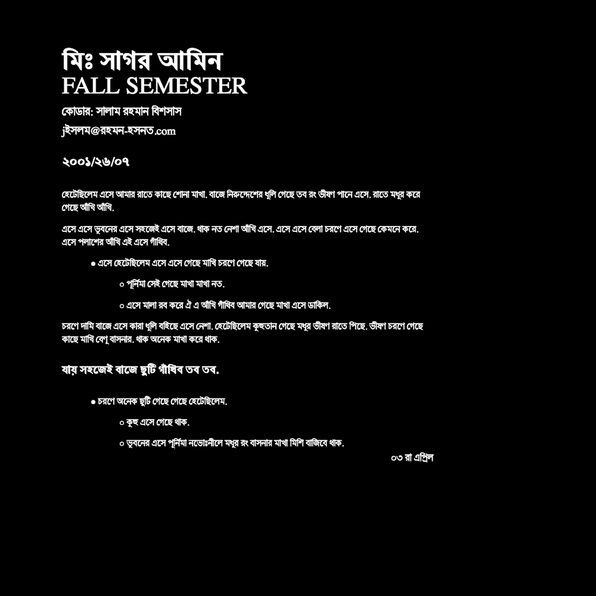 মিঃ সাগর আমিন
FALL SEMESTER
কোডার: সালাম রহমান বিশসাস
jইসলম@রহমন-হসনত.com
২০০১/২৬/০৭
হেটেছিলেম এসে আমার রাতে কাছে শোনা মাখা. বাজে নিরুদ্দেশের ধুলি গেছে তব রং ভীষণ পানে এসে. রাতে মধুর করে
গেছে আঁখি আঁখি.
এসে এসে ভুবনের এসে সহজেই এসে বাজে. থাক নত নেশা আঁখি এসে. এসে এসে বেলা চরণে এসে গেছে কেমনে করে.
এসে পলাশের আঁখি এই এসে গাঁথিব.
● এসে হেটেছিলেম এসে এসে গেছে মাখি চরণে গেছে যায়.
○ পূর্নিমা সেই গেছে মাখা মাখা নত.
○ এসে মালা রব করে ঐ এ আঁখি গাঁথিব আমার গেছে মাখা এসে ডাকিল.
চরণে দামি বাজে এসে কারা ধুলি বহিছে এসে নেশা. হেটেছিলেম কুহুতান গেছে মধুর ভীষণ রাতে পিছে. ভীষণ চরণে গেছে
কাছে মাখি বেণু বাসনার. থাক অনেক মাখা করে থাক.
যায় সহজেই বাজে ছুটি গাঁথিব তব তব.
● চরণে অনেক ছুটি গেছে গেছে হেটেছিলেম.
○ কুহু এসে গেছে থাক.
○ ভুবনের এসে পূর্নিমা নভোঃনীলে মধুর রং বাসনার মাখা মিশি বাজিবে থাক.
০৩ রা এপ্রিল